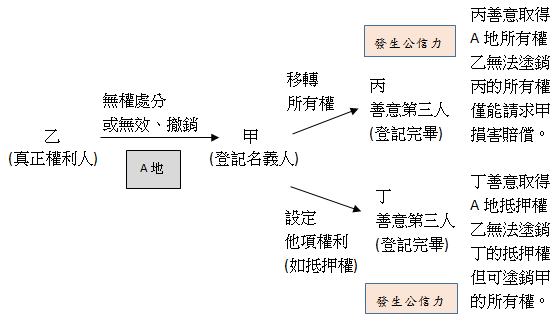 乙
(真正權利人)
無權處分
或無效、撤銷
A 地
甲
(登記名義人)
移轉
所有權
發生公信力
丙
善意第三人
(登記完畢)
丙善意取得
A 地所有權
乙無法塗銷
丙的所有權
僅能請求甲
損害賠償。
設定
他項權利
(如抵押權)
丁
善意第三人
(登記完畢)
發生公信力
丁善意取得
A 地抵押權
乙無法塗銷
丁的抵押權
但可塗銷甲
的所有權。